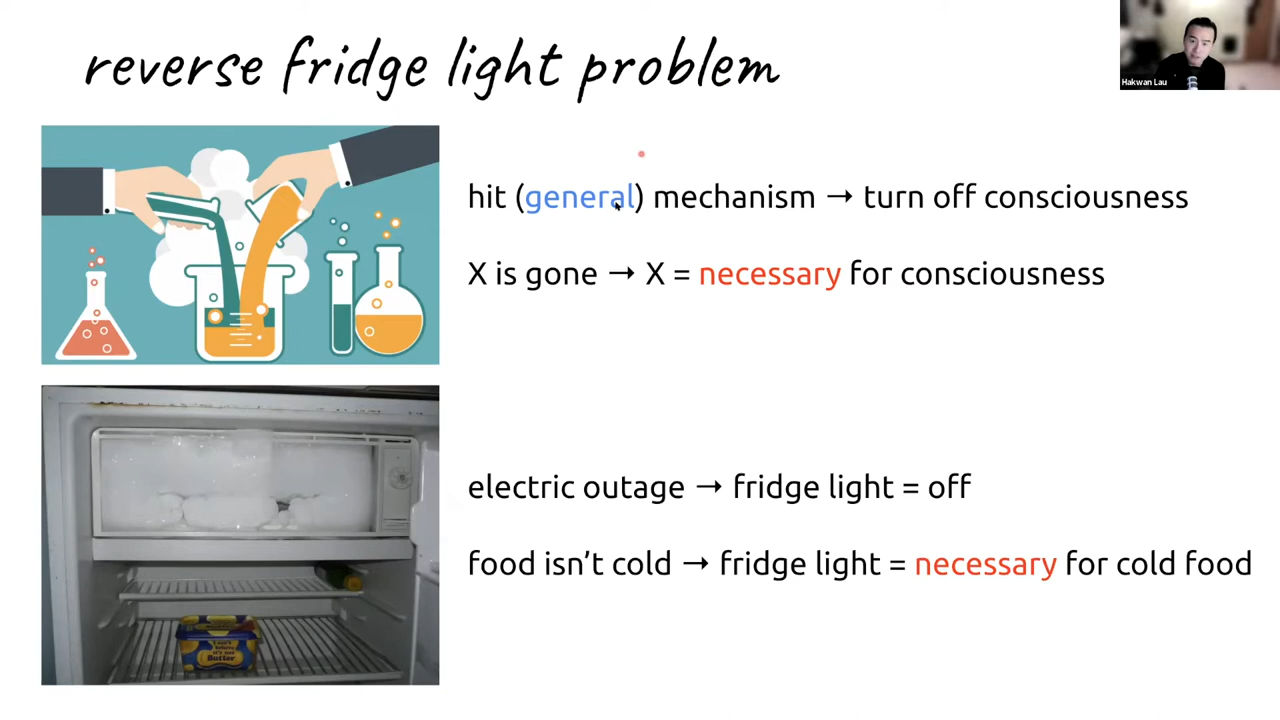 reverse fridge light problem
Hakwan Lau
hit (general) mechanism → turn off consciousness
X is gone → X = necessary for consciousness
electric outage → fridge light = off
food isn’t cold → fridge light = necessary for cold food
Butter